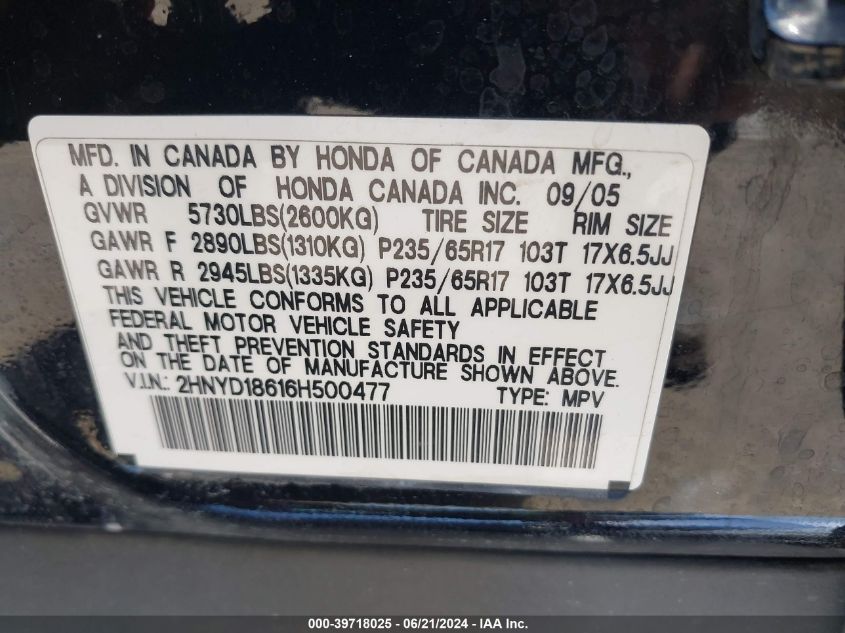 MFD. IN CANADA BY HONDA OF CANADA MFG.,
A DIVISION OF HONDA CANADA INC. 09/05
GVWR 5730LBS(2600KG) TIRE SIZE RIM SIZE
GAWR F 2890LBS(1310KG) P235/65R17 103T 17X6.5JJ
GAWR R 2945LBS(1335KG) P235/65R17 103T 17X6.5JJ
THIS VEHICLE CONFORMS TO ALL APPLICABLE
FEDERAL MOTOR VEHICLE SAFETY
AND THEFT PREVENTION STANDARDS IN EFFECT
ON THE DATE OF MANUFACTURE SHOWN ABOVE.
V.I.N.: 2HNYD18616H500477 TYPE: MPV
000-39718025 - 06/21/2024 - IAA Inc.